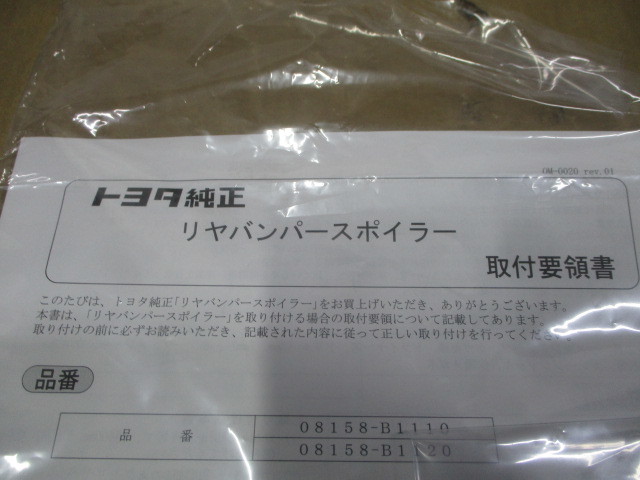 OM-0020 rev.01
トヨタ純正
リヤバンパースポイラー
取付要領書
このたびは、トヨタ純正「リヤバンパースポイラー」をお買上げいただき、ありがとうございます。
本書は、「リヤバンパースポイラー」を取り付ける場合の取付要領について記載してあります。
取り付けの前に必ずお読みいただき、記載された内容に従って正しい取り付けを行ってください。
品番
品　番 08158-B1110
08158-B1120